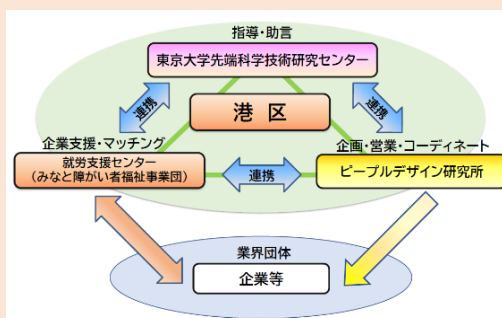 指導・助言
東京大学先端科学技術研究センター
連携
連携
港区
企業支援・マッチング
就労支援センター
(みなと障がい者福祉事業団)
連携
企画・営業・コーディネート
ピープルデザイン研究所
業界団体
企業等